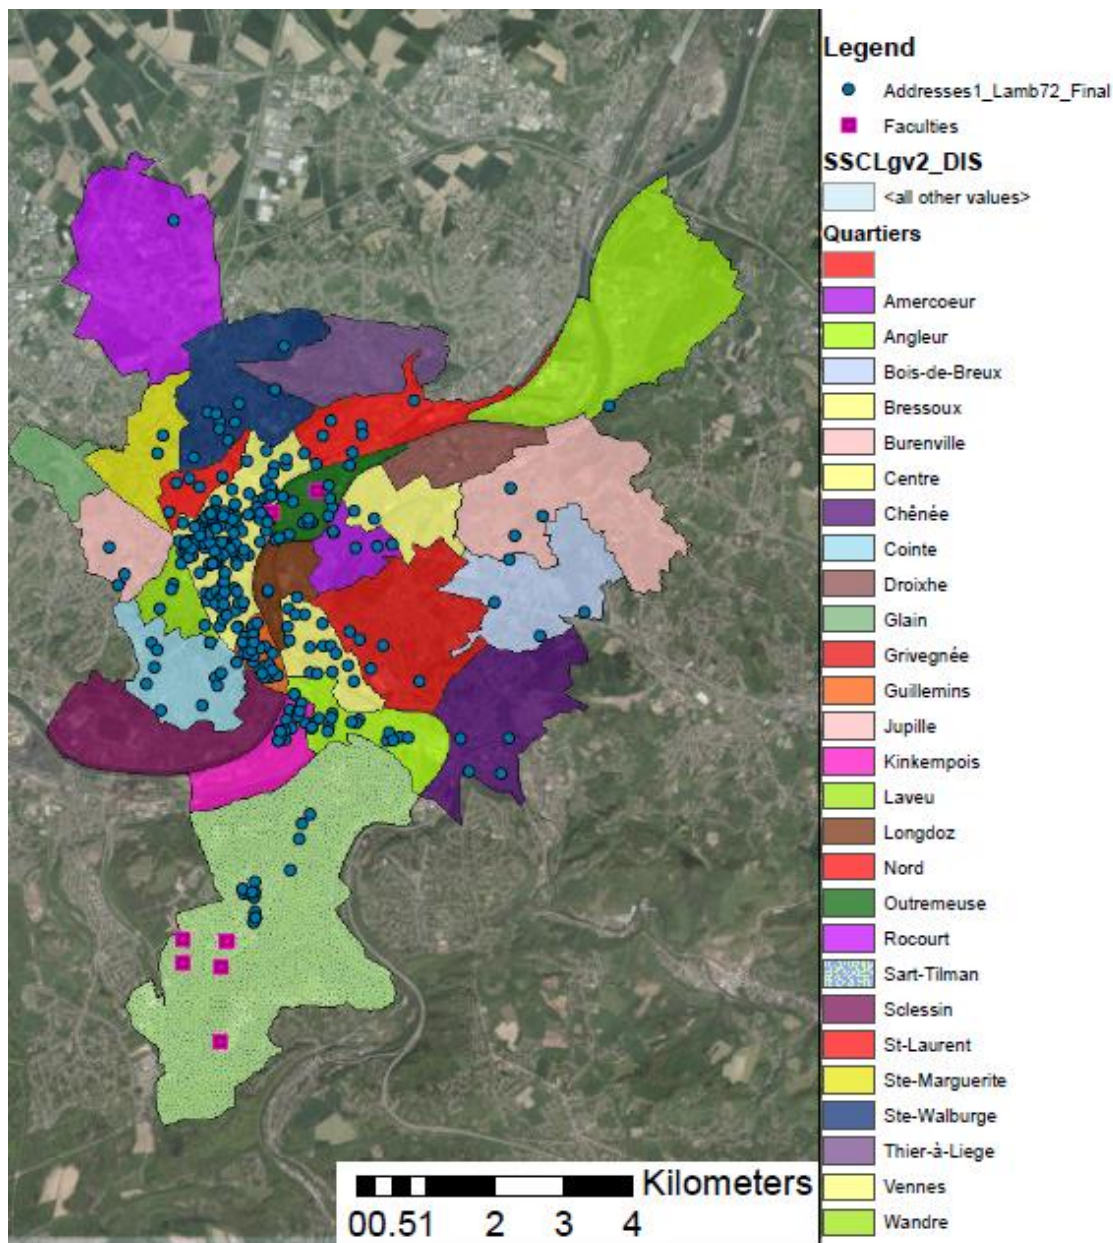 Legend
Addresses1_Lamb72_Final
Faculties
SSCLgv2_DIS
<all other values>
Quartiers
Amercoeur
Angleur
Bois-de-Breux
Bressoux
Burenville
Centre
Chênée
Cointe
Droixhe
Glain
Grivegnée
Guillemins
Jupille
Kinkempois
Laveu
Longdoz
Nord
Outremeuse
Rocourt
Sart-Tilman
Sclessin
St-Laurent
Ste-Marguerite
Ste-Walburge
Thier-à-Liege
Vennes
Wandre
Kilometers
00.51 2 3 4